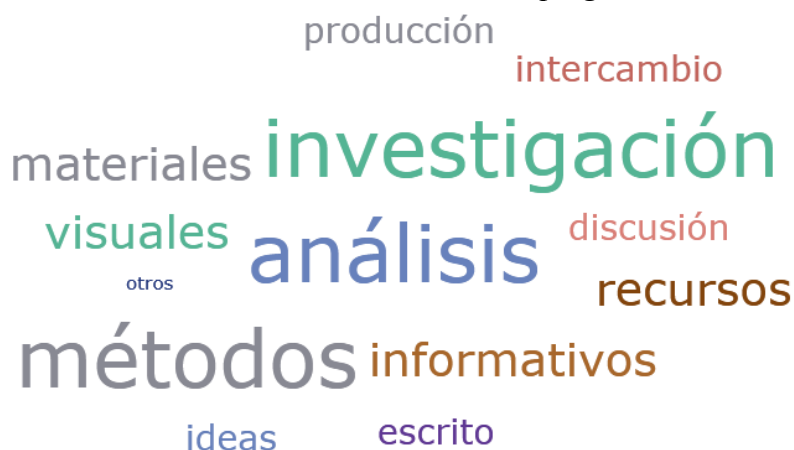 producción
intercambio
investigación
materiales
visuales
análisis
discusión
otros
recursos
métodos
informativos
ideas
escrito